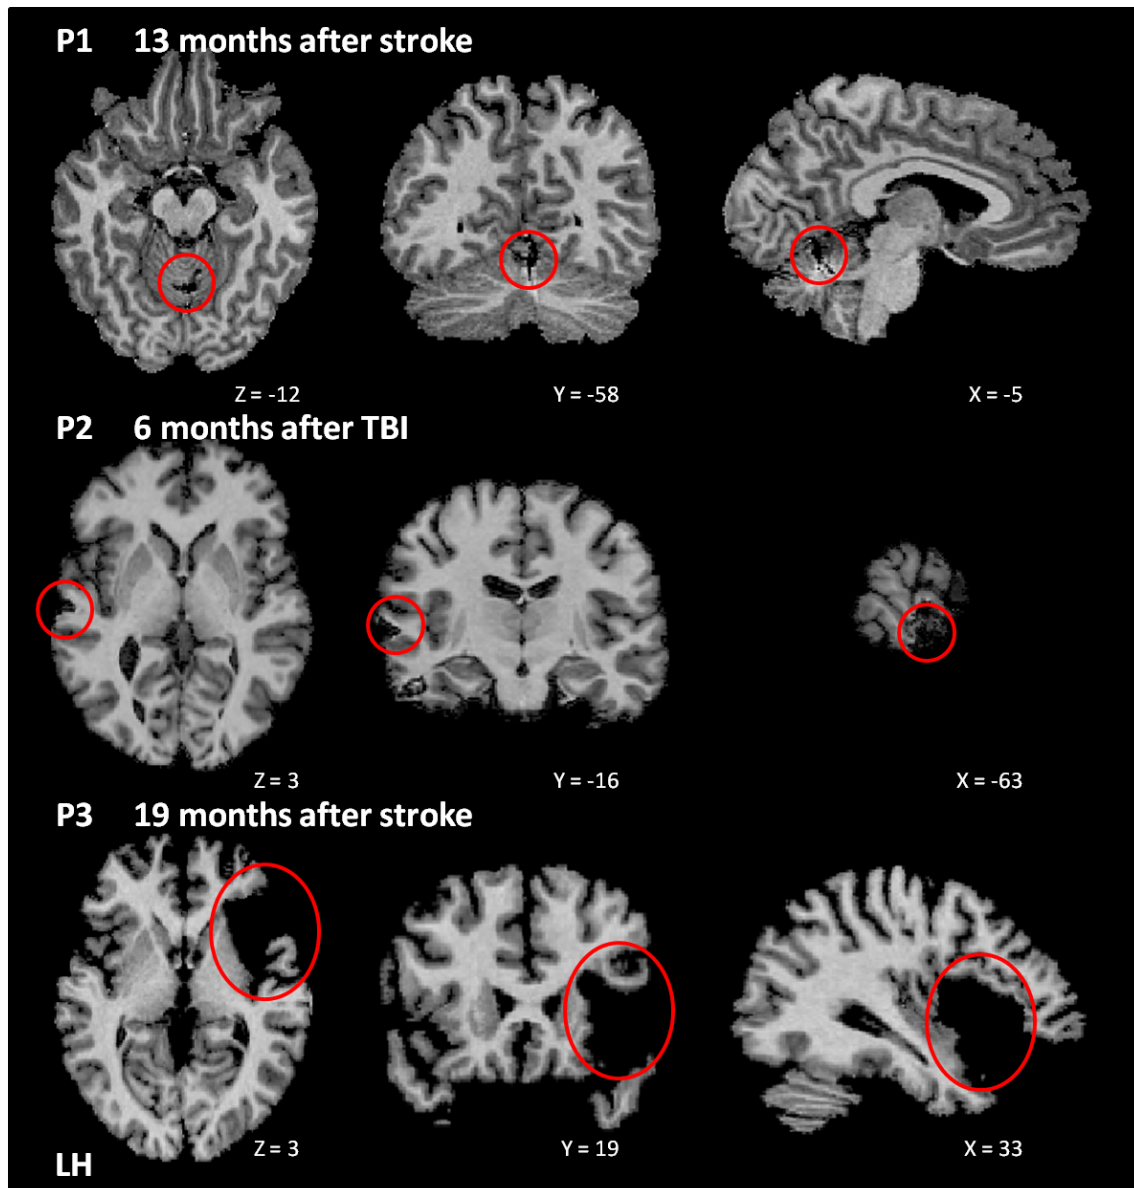 P1 13 months after stroke
Z = -12 Y = -58 X = -5
P2 6 months after TBI
Z = 3 Y = -16 X = -63
P3 19 months after stroke
Z = 3 Y = 19 X = 33
LH